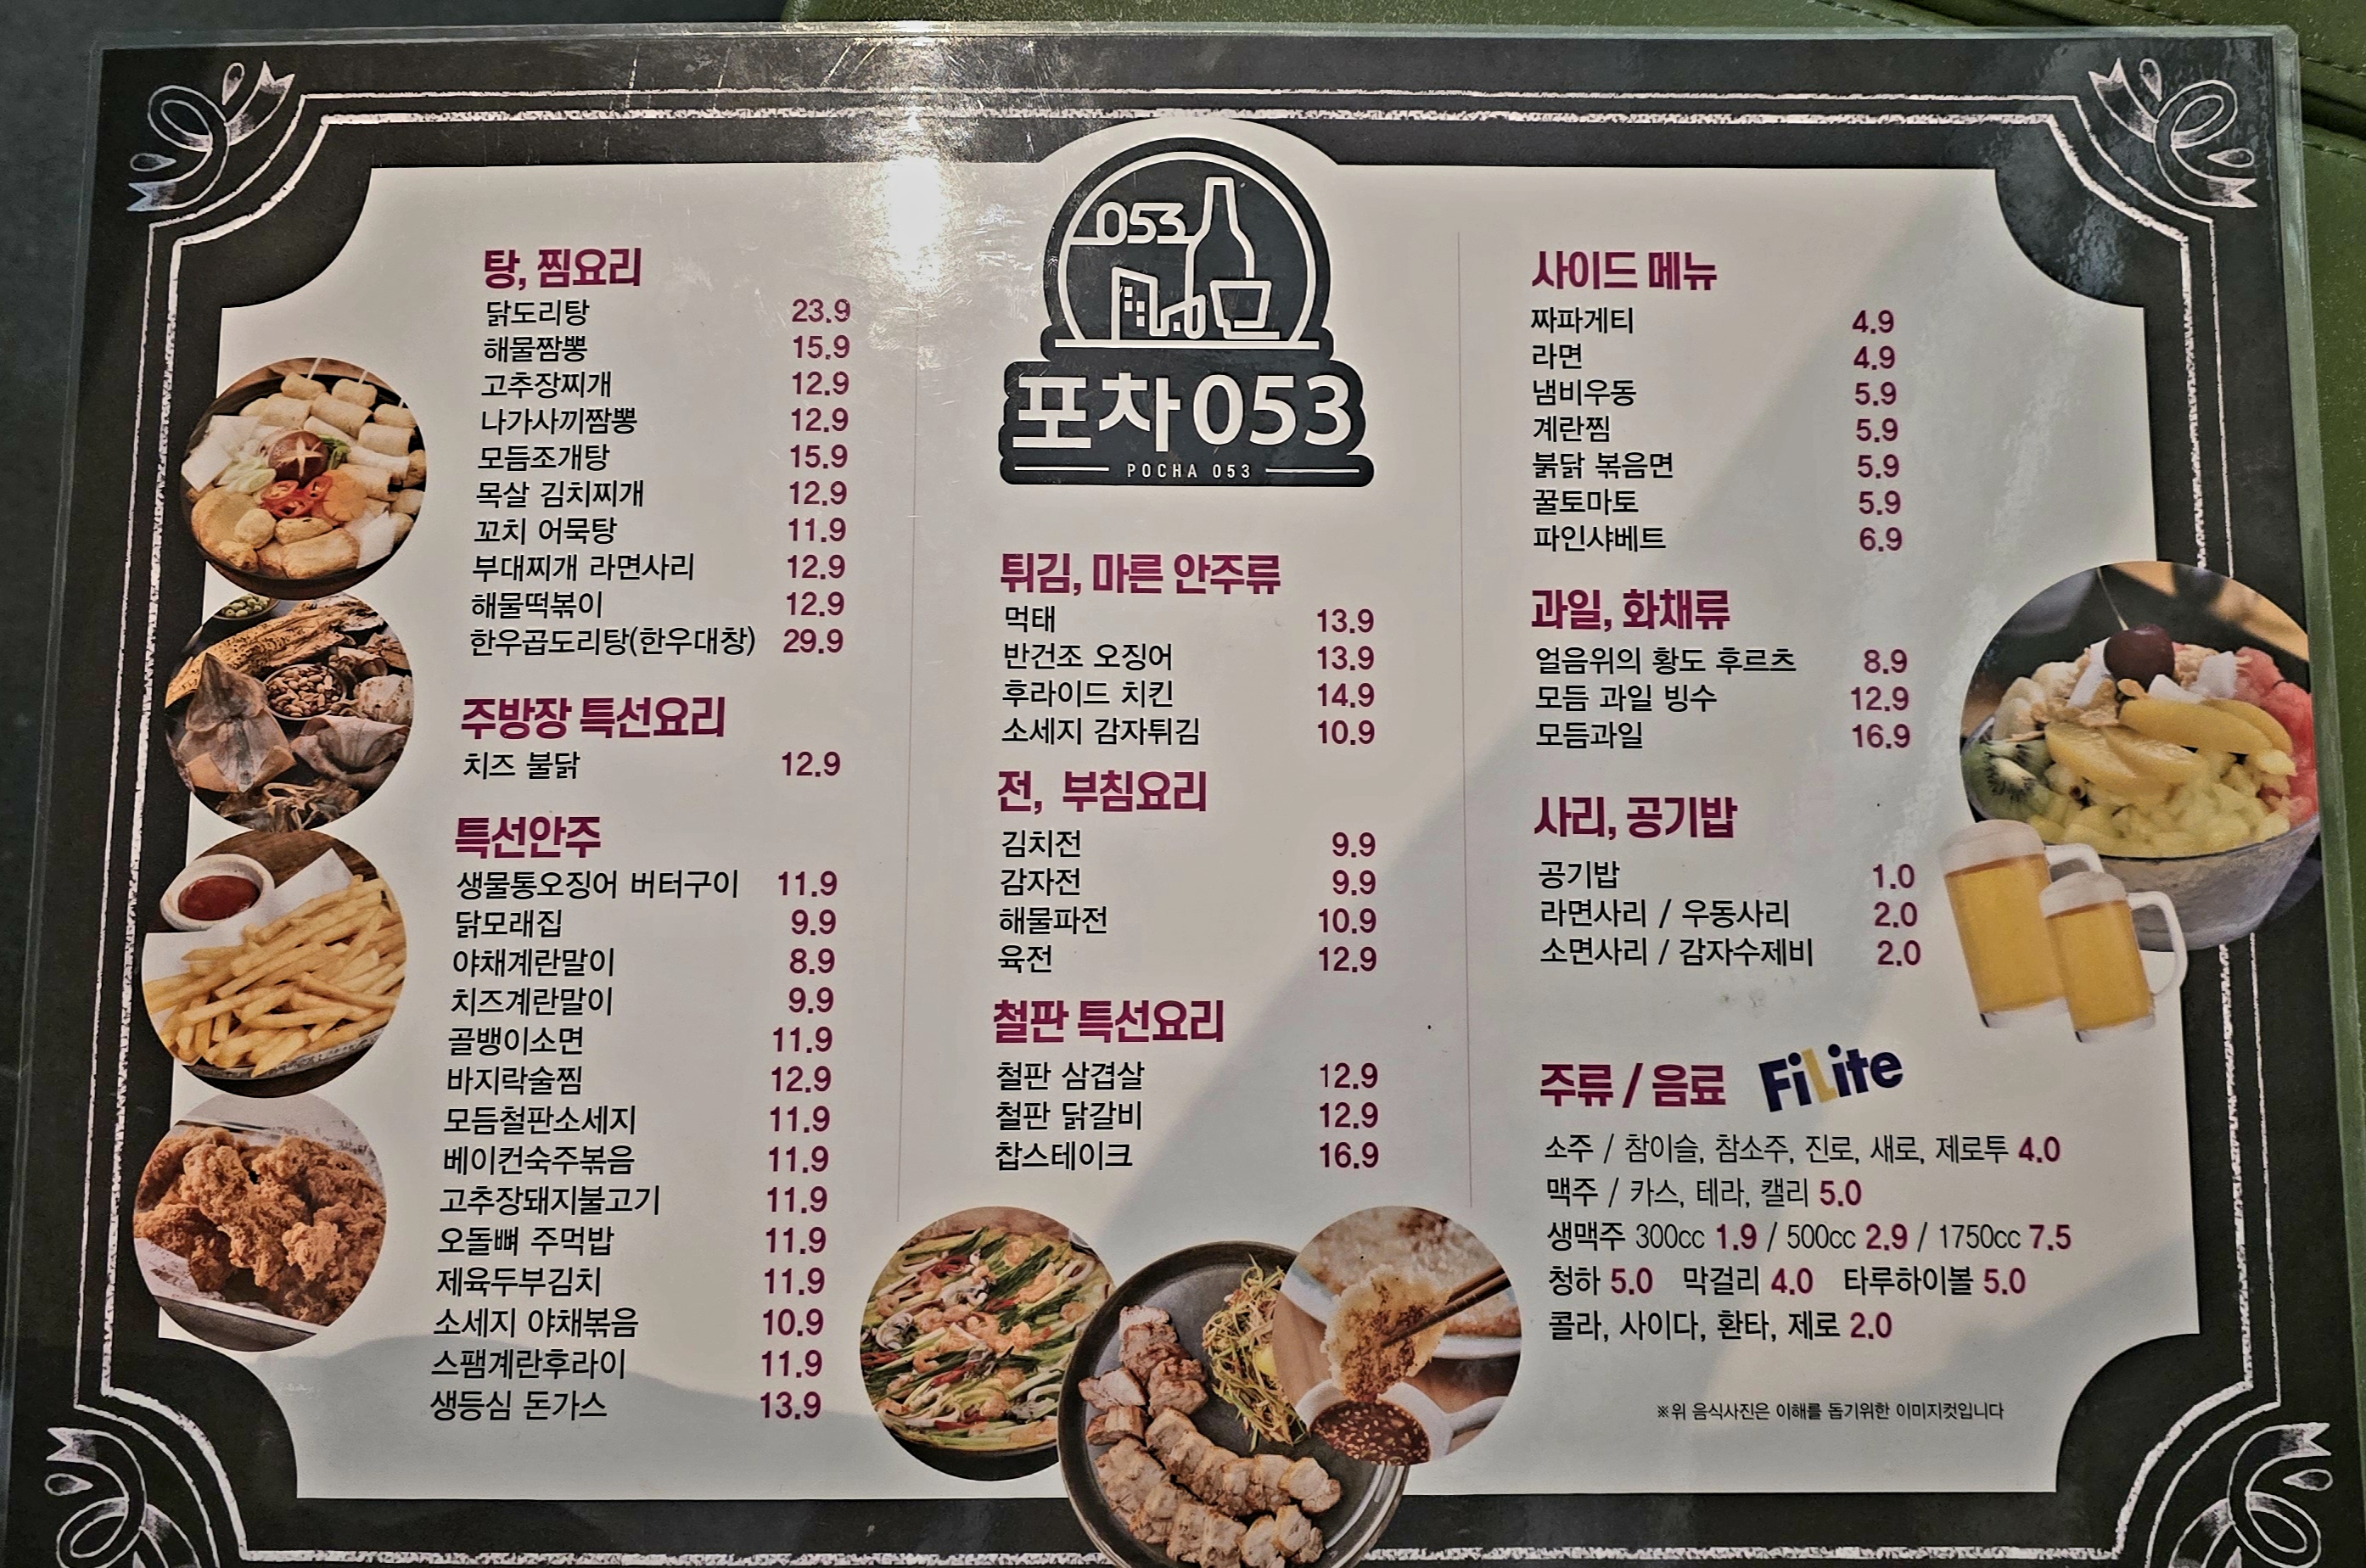 탕, 찜요리
닭도리탕 23.9
해물짬뽕 15.9
고추장찌개 12.9
나가사끼짬뽕 12.9
모듬조개탕 15.9
목살 김치찌개 12.9
꼬치 어묵탕 11.9
부대찌개 라면사리 12.9
해물떡볶이 12.9
한우곱도리탕(한우대창) 29.9
주방장 특선요리
치즈 불닭 12.9
특선안주
생물통오징어 버터구이 11.9
닭모래집 9.9
야채계란말이 8.9
치즈계란말이 9.9
골뱅이소면 11.9
바지락술찜 12.9
모듬철판소세지 11.9
베이컨숙주볶음 11.9
고추장돼지불고기 11.9
오돌뼈 주먹밥 11.9
제육두부김치 11.9
소세지 야채볶음 10.9
스팸계란후라이 11.9
생등심 돈가스 13.9
053
포차 053
POCHA 053
튀김, 마른 안주류
먹태 13.9
반건조 오징어 13.9
후라이드 치킨 14.9
소세지 감자튀김 10.9
전, 부침요리
김치전 9.9
감자전 9.9
해물파전 10.9
육전 12.9
철판 특선요리
철판 삼겹살 12.9
철판 닭갈비 12.9
찹스테이크 16.9
사이드 메뉴
짜파게티 4.9
라면 4.9
냄비우동 5.9
계란찜 5.9
붉닭 볶음면 5.9
꿀토마토 5.9
파인샤베트 6.9
과일, 화채류
얼음위의 황도 후르츠 8.9
모듬 과일 빙수 12.9
모듬과일 16.9
사리, 공기밥
공기밥 1.0
라면사리 / 우동사리 2.0
소면사리 / 감자수제비 2.0
주류 / 음료 FiLite
소주 / 참이슬, 참소주, 진로, 새로, 제로투 4.0
맥주 / 카스, 테라, 캘리 5.0
생맥주 300cc 1.9 / 500cc 2.9 / 1750cc 7.5
청하 5.0 막걸리 4.0 타루하이볼 5.0
콜라, 사이다, 환타, 제로 2.0
※위 음식사진은 이해를 돕기위한 이미지컷입니다